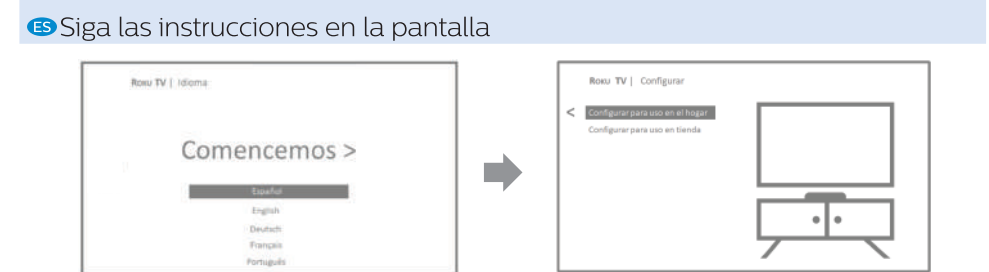 ES Siga las instrucciones en la pantalla
Roku TV | Idioma
Comencemos >
Español
English
Deutsch
Français
Português
Roku TV | Configurar
< Configurar para uso en el hogar
Configurar para uso en tienda